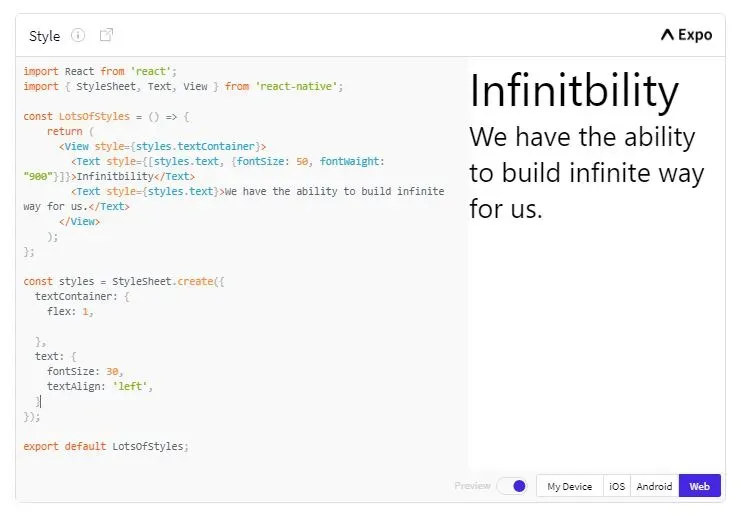 Style
Expo
import React from 'react';
import { StyleSheet, Text, View } from 'react-native';
const LotsOfStyles = () => {
return (
<View style={styles.textContainer}>
<Text style={[styles.text, {fontSize: 50, fontWaight:
"900"}]}>Infinitbility</Text>
<Text style={styles.text}>We have the ability to build infinite
way for us.</Text>
</View>
);
};
const styles = StyleSheet.create({
textContainer: {
flex: 1,
},
text: {
fontSize: 30,
textAlign: 'left',
}
});
export default LotsOfStyles;
Infinitbility
We have the ability
to build infinite way
for us.
Preview
My Device
iOS
Android
Web